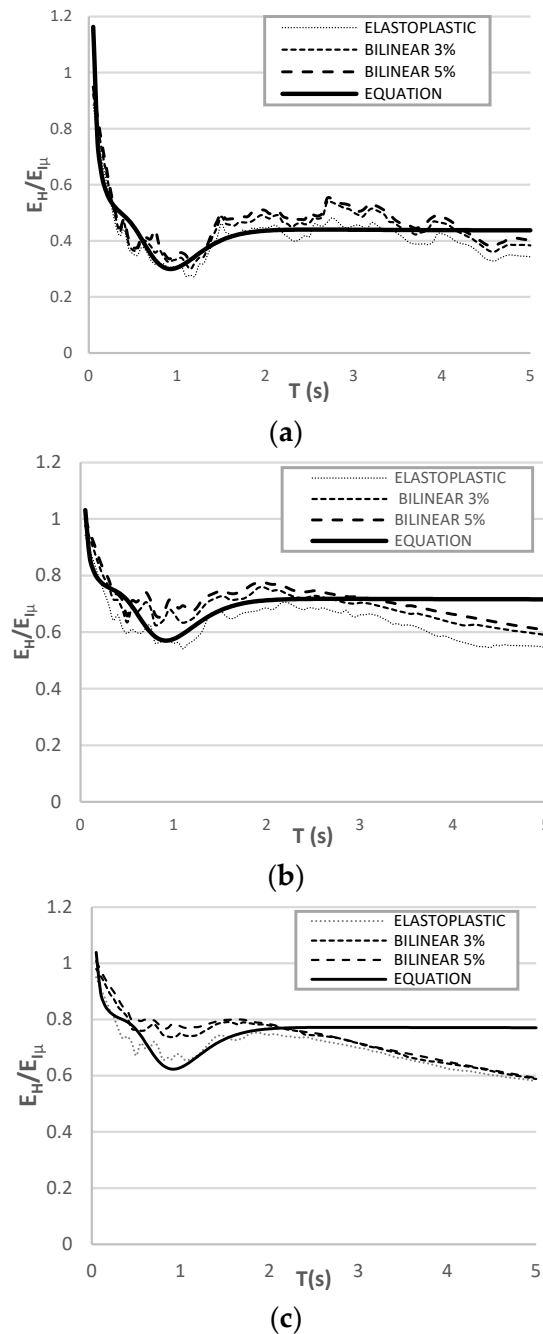 1.2
1
0.8
0.6
0.4
0.2
0
E_H/E_Iμ
ELASTOPLASTIC
BILINEAR 3%
BILINEAR 5%
EQUATION
0 1 2 3 4 5
T (s)
(a)
1.2
1
0.8
0.6
0.4
0.2
0
E_H/E_Iμ
ELASTOPLASTIC
BILINEAR 3%
BILINEAR 5%
EQUATION
0 1 2 3 4 5
T (s)
(b)
1.2
1
0.8
0.6
0.4
0.2
0
E_H/E_Iμ
ELASTOPLASTIC
BILINEAR 3%
BILINEAR 5%
EQUATION
0 1 2 3 4 5
T(s)
(c)